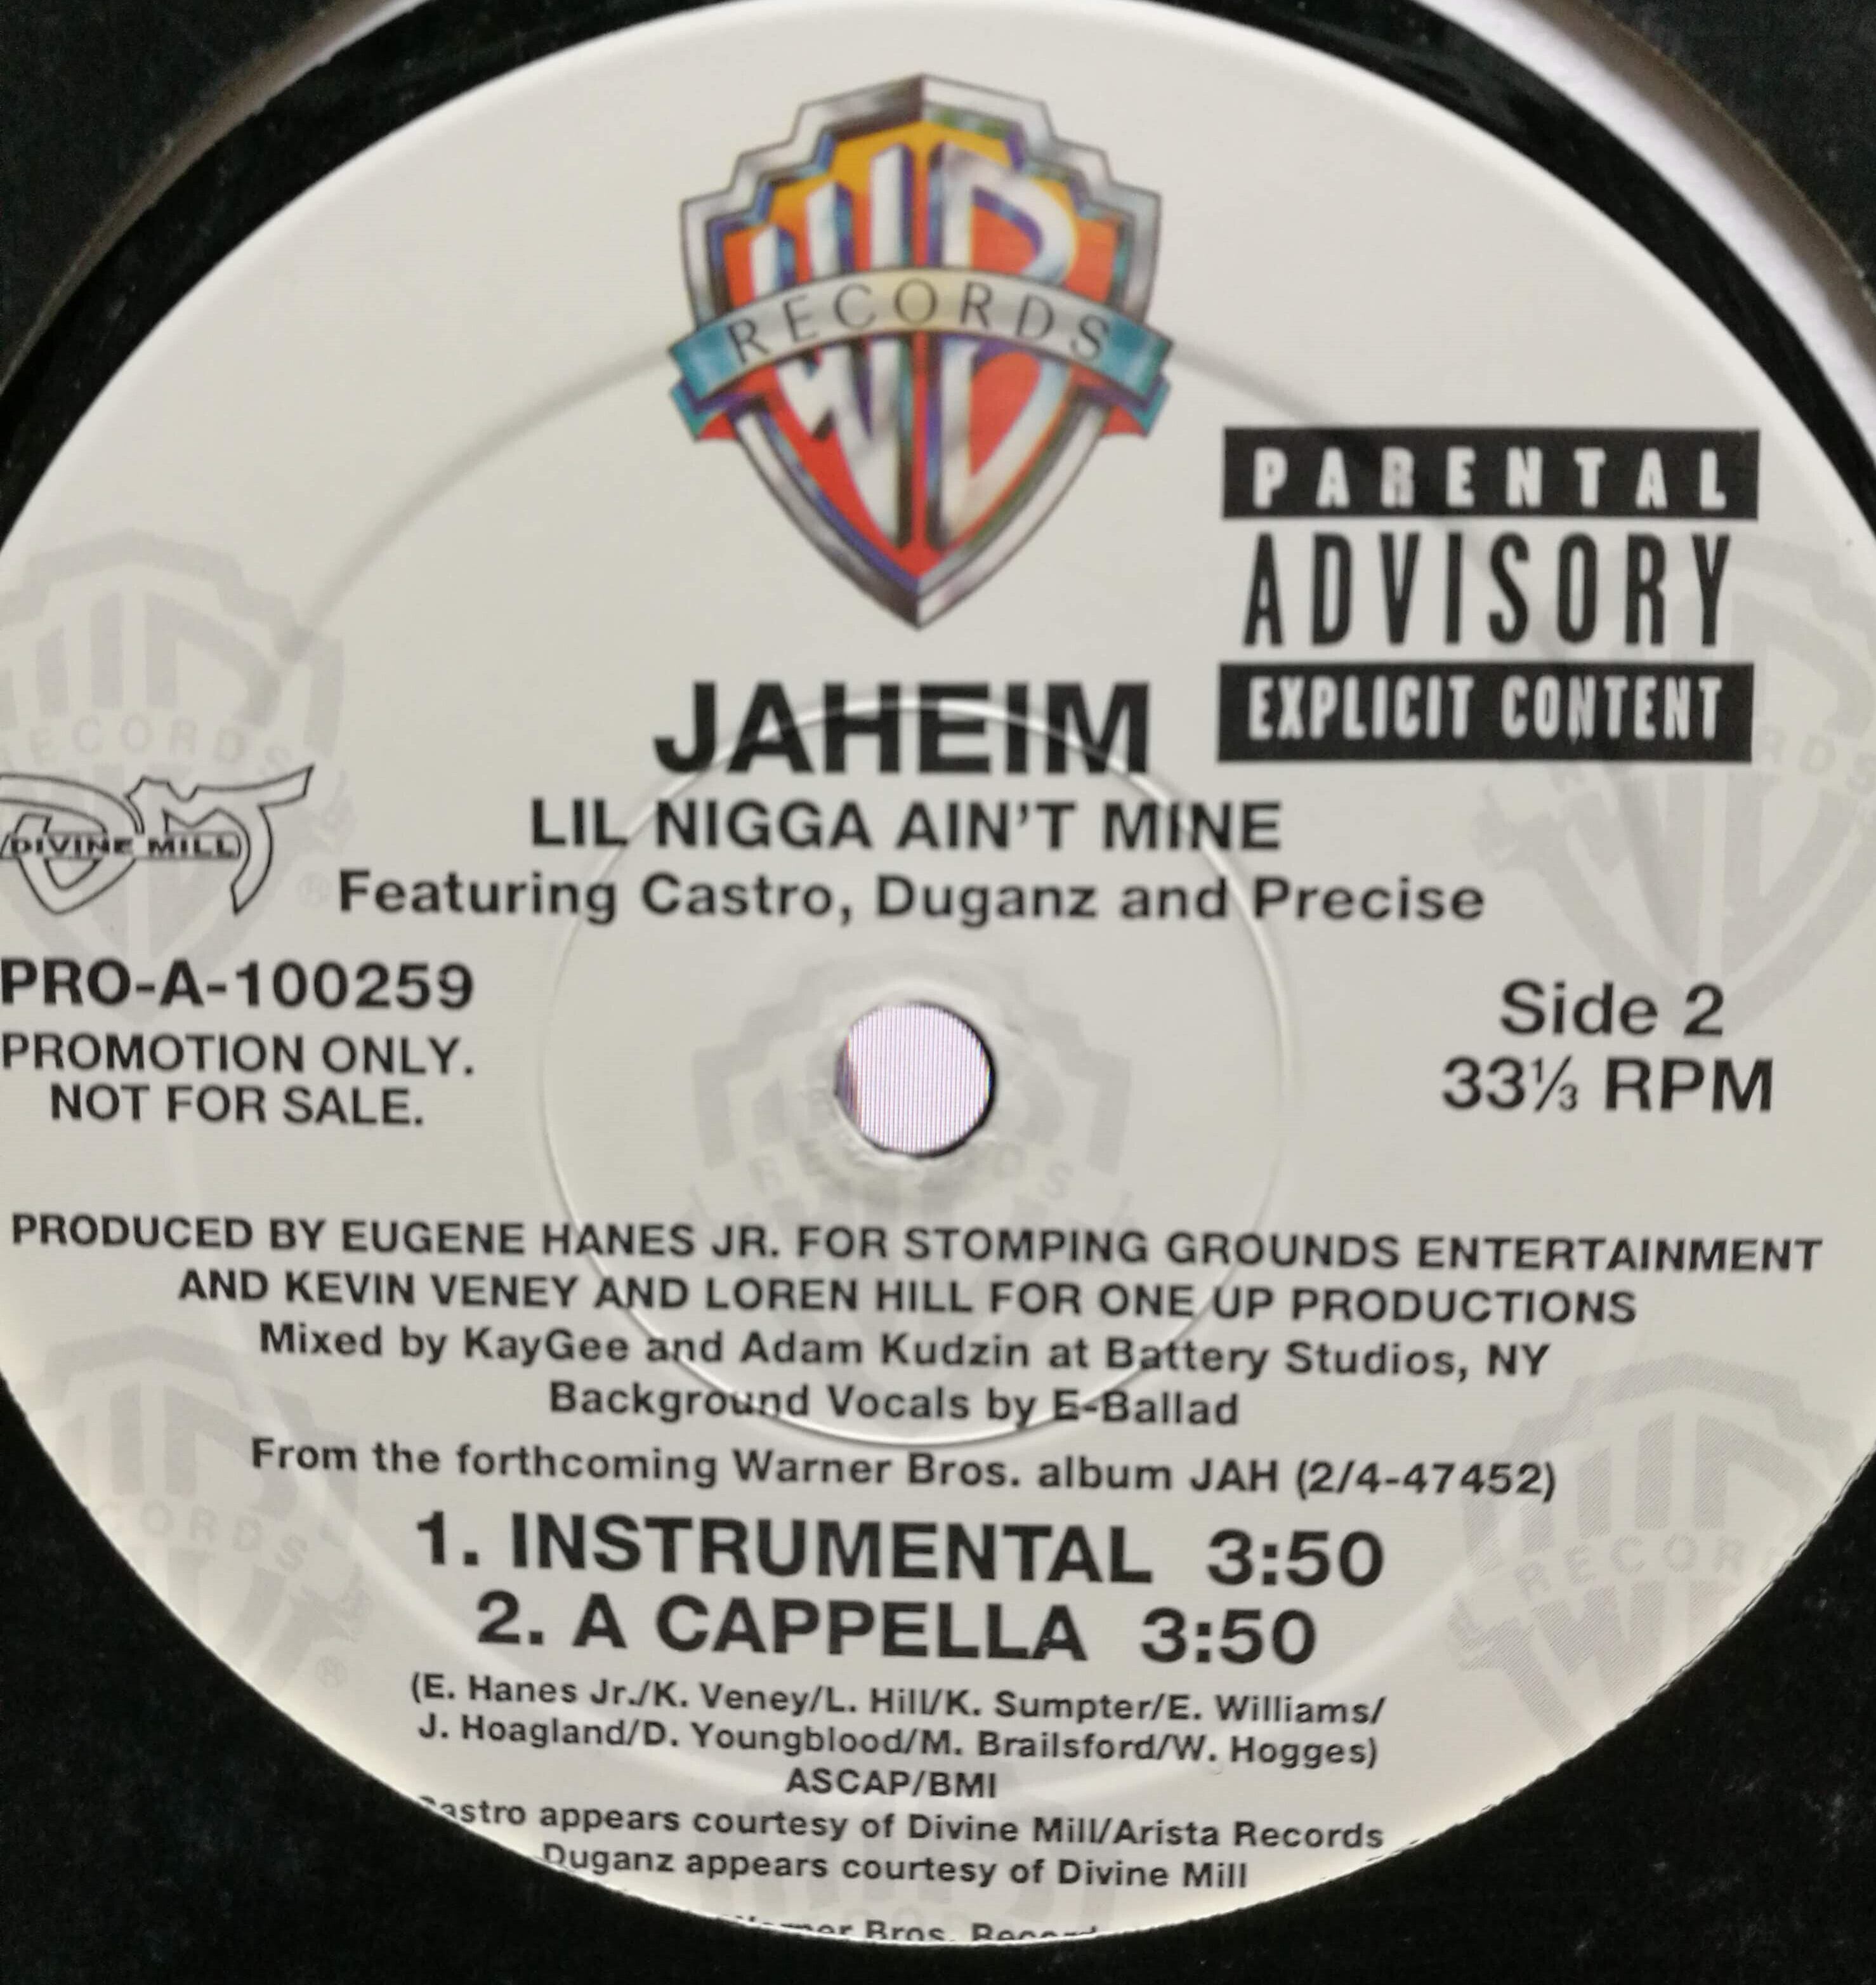 RECORDS
PARENTAL
ADVISORY
EXPLICIT CONTENT
JAHEIM
LIL NIGGA AIN'T MINE
Featuring Castro, Duganz and Precise
DIVINE MILL
PRO-A-100259
PROMOTION ONLY.
NOT FOR SALE.
Side 2
33⅓ RPM
PRODUCED BY EUGENE HANES JR. FOR STOMPING GROUNDS ENTERTAINMENT
AND KEVIN VENEY AND LOREN HILL FOR ONE UP PRODUCTIONS
Mixed by KayGee and Adam Kudzin at Battery Studios, NY
Background Vocals by E-Ballad
From the forthcoming Warner Bros. album JAH (2/4-47452)
1. INSTRUMENTAL 3:50
2. A CAPPELLA 3:50
(E. Hanes Jr./K. Veney/L. Hill/K. Sumpter/E. Williams/
J. Hoagland/D. Youngblood/M. Brailsford/W. Hogges)
ASCAP/BMI
Castro appears courtesy of Divine Mill/Arista Records
Duganz appears courtesy of Divine Mill
Bros.